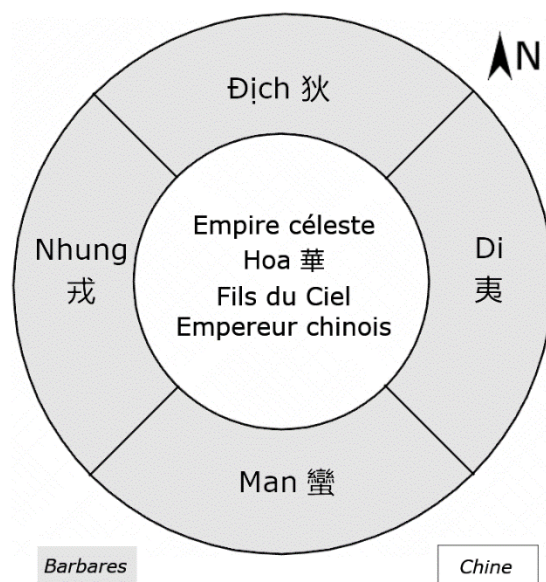 N
Địch 狄
Empire céleste
Hoa 華
Fils du Ciel
Empereur chinois
Nhung
戎
Di
夷
Man 蠻
Barbares
Chine